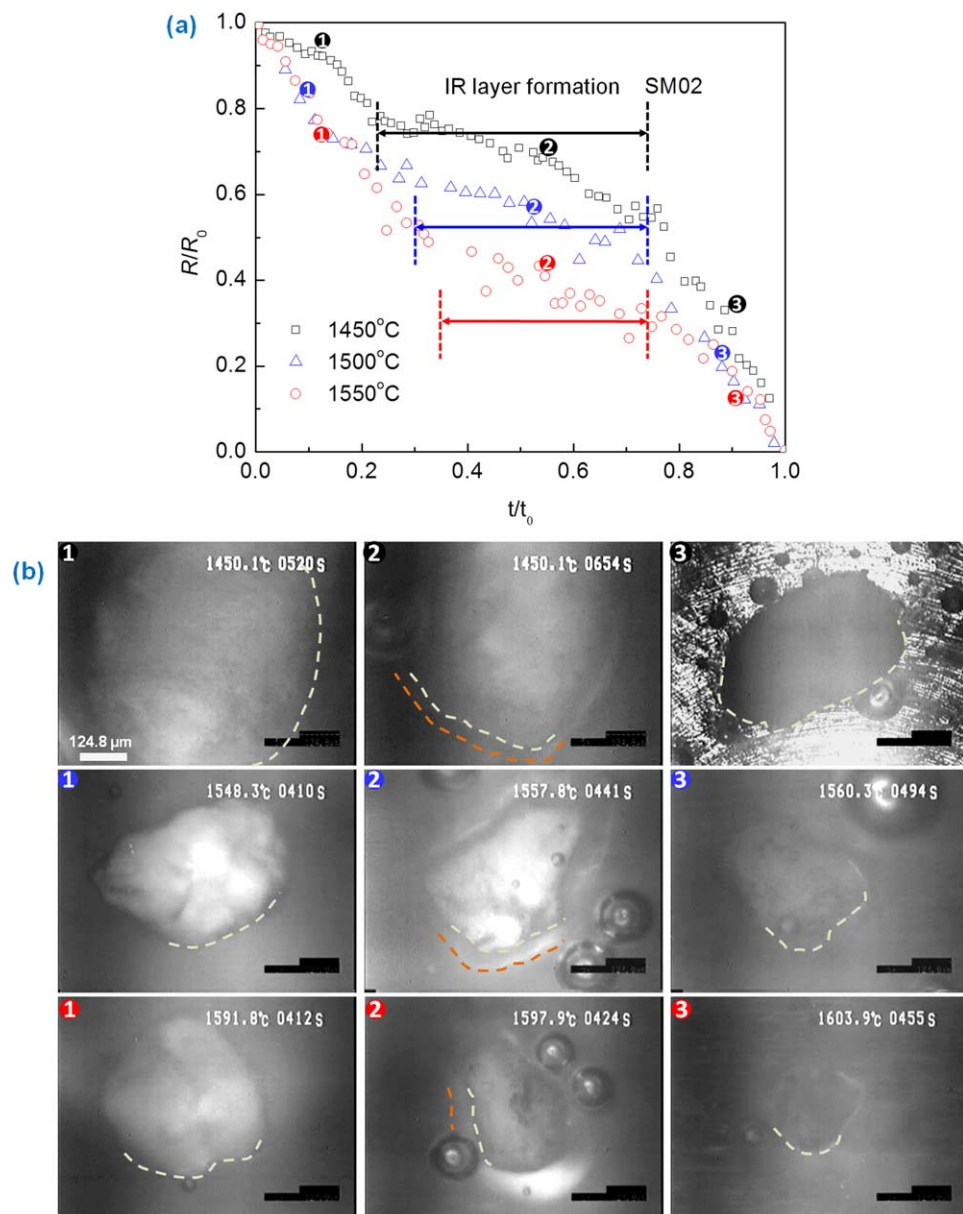 (a)
1.0
0.8
0.6
0.4
0.2
0.0
R/R0
IR layer formation SM02
1
1
1
2
2
2
3
3
3
1450°C
1500°C
1550°C
0.0 0.2 0.4 0.6 0.8 1.0
t/t0
(b)
1 1450.1℃ 0520S
124.8 µm
2 1450.1℃ 0654S
3
1 1548.3℃ 0410S
2 1557.8℃ 0441S
3 1560.3℃ 0494S
1 1591.8℃ 0412S
2 1597.9℃ 0424S
3 1603.9℃ 0455S